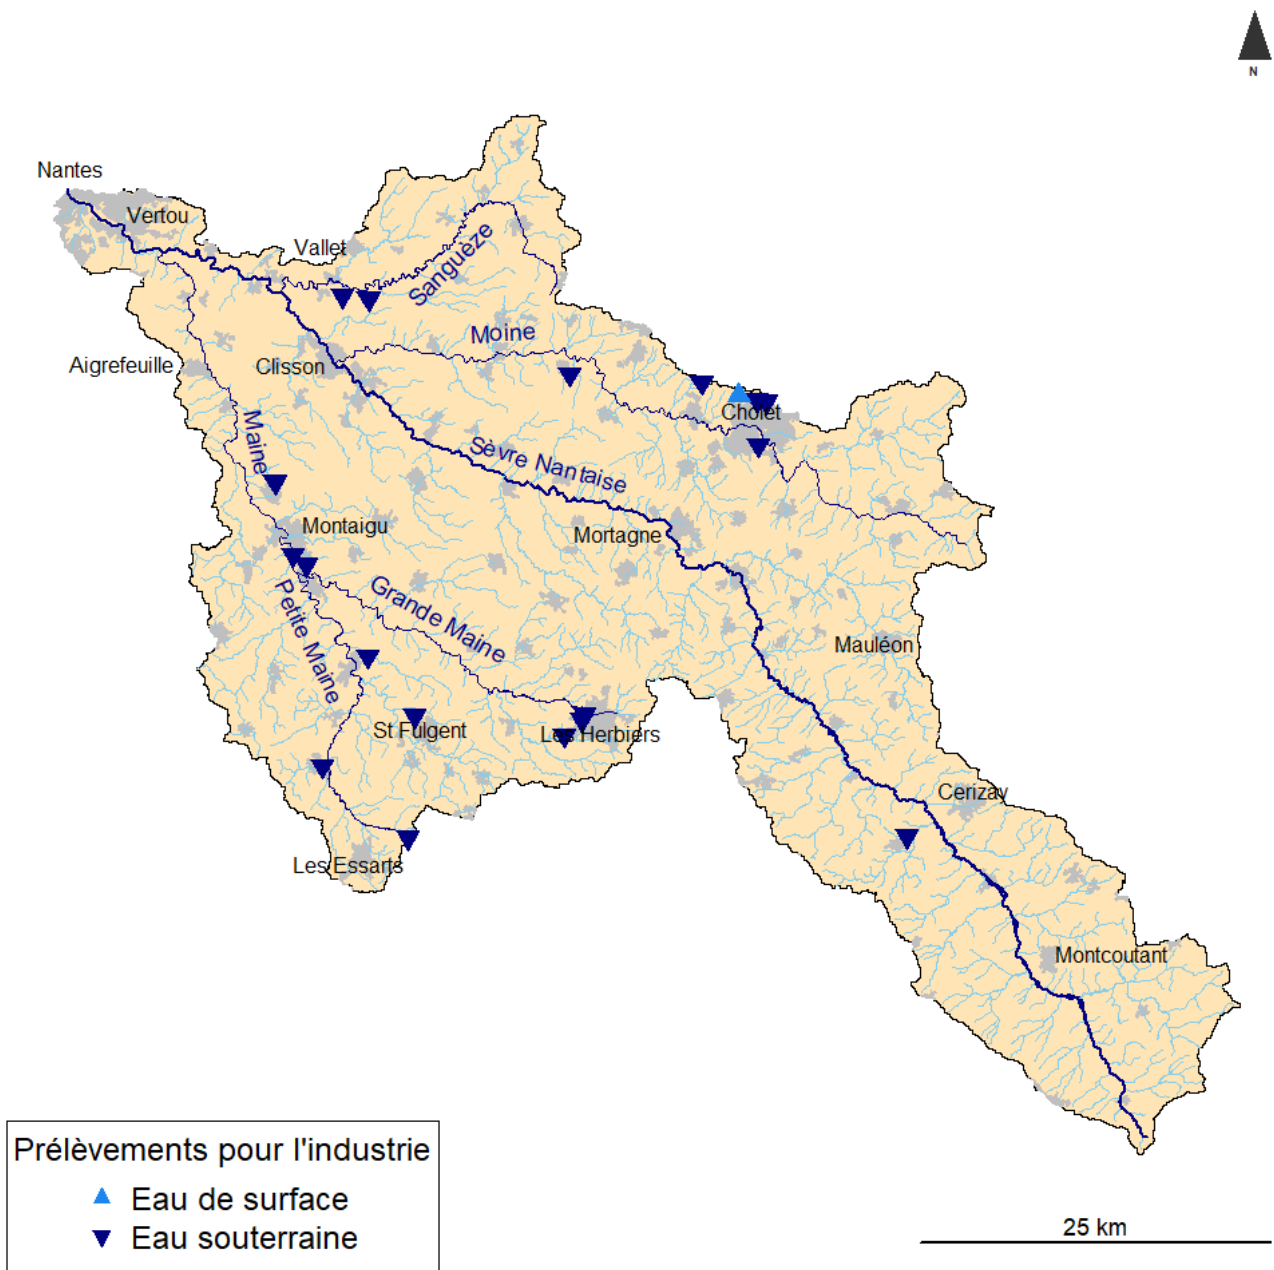 N
Nantes
Vertou
Vallet
Sanguèze
Moine
Aigrefeuille
Clisson
Cholet
Maine
Sèvre Nantaise
Montaigu
Mortagne
Grande Maine
Petite Maine
Mauléon
St Fulgent
Les Herbiers
Cerizay
Les Essarts
Montcoutant
Prélèvements pour l'industrie
Eau de surface
Eau souterraine
25 km